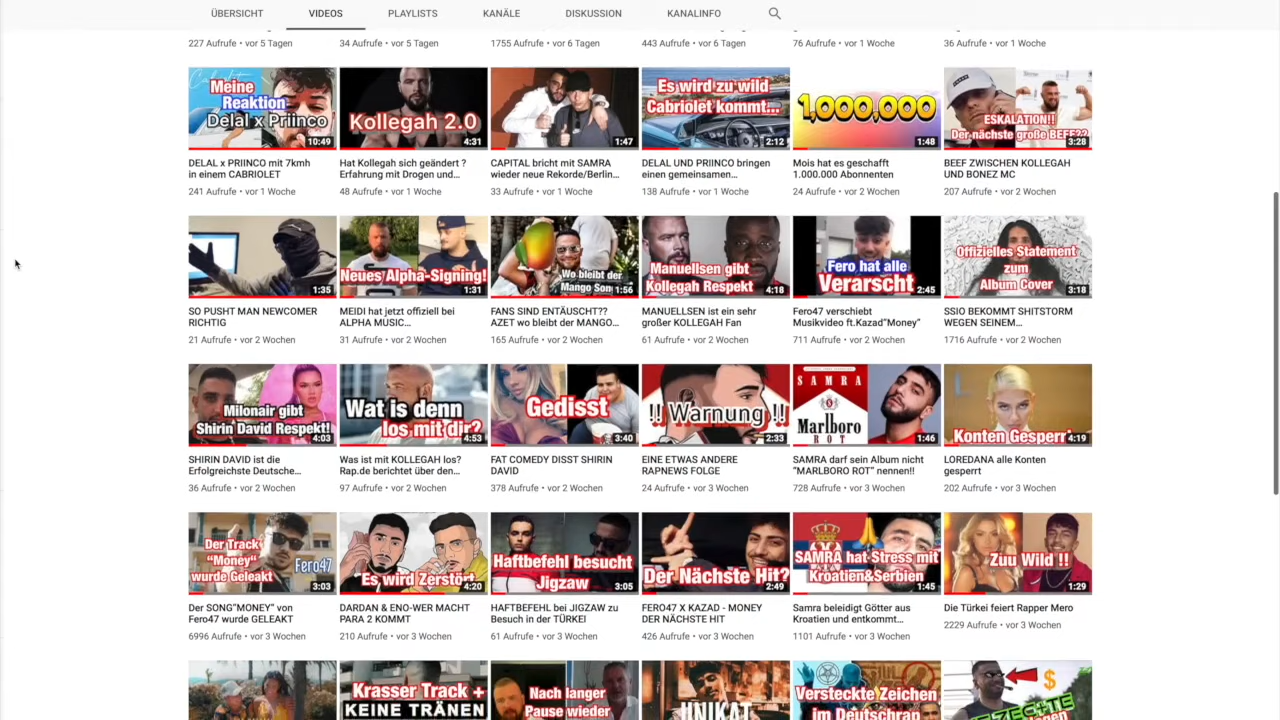 ÜBERSICHT VIDEOS PLAYLISTS KANÄLE DISKUSSION KANALINFO
227 Aufrufe • vor 5 Tagen
34 Aufrufe • vor 5 Tagen
1755 Aufrufe • vor 6 Tagen
443 Aufrufe • vor 6 Tagen
76 Aufrufe • vor 1 Woche
36 Aufrufe • vor 1 Woche
Meine
Reaktion
Delal x Priinco
10:49
Kollegah 2.0
4:31
1:47
Es wird zu wild
Cabriolet kommt...
2:12
1,000,000
1:48
ESKALATION!!
Der nächste große BEEF??
3:28
DELAL x PRIINCO mit 7kmh
in einem CABRIOLET
241 Aufrufe • vor 1 Woche
Hat Kollegah sich geändert ?
Erfahrung mit Drogen und...
48 Aufrufe • vor 1 Woche
CAPITAL bricht mit SAMRA
wieder neue Rekorde/Berlin...
33 Aufrufe • vor 1 Woche
DELAL UND PRIINCO bringen
einen gemeinsamen...
138 Aufrufe • vor 1 Woche
Mois hat es geschafft
1.000.000 Abonnenten
24 Aufrufe • vor 2 Wochen
BEEF ZWISCHEN KOLLEGAH
UND BONEZ MC
207 Aufrufe • vor 2 Wochen
1:35
Neues Alpha-Signing!
1:31
Wo bleibt der
Mango Song
1:56
Manuellsen gibt
Kollegah Respekt
4:18
Fero hat alle
Verarscht
2:45
Offizielles Statement
zum
Album Cover
3:18
SO PUSHT MAN NEWCOMER
RICHTIG
21 Aufrufe • vor 2 Wochen
MEIDI hat jetzt offiziell bei
ALPHA MUSIC...
31 Aufrufe • vor 2 Wochen
FANS SIND ENTÄUSCHT??
AZET wo bleibt der MANGO...
165 Aufrufe • vor 2 Wochen
MANUELLSEN ist ein sehr
großer KOLLEGAH Fan
61 Aufrufe • vor 2 Wochen
Fero47 verschiebt
Musikvideo ft.Kazad"Money"
711 Aufrufe • vor 2 Wochen
SSIO BEKOMMT SHITSTORM
WEGEN SEINEM...
1716 Aufrufe • vor 2 Wochen
Milonair gibt
Shirin David Respekt!
4:03
Wat is denn
los mit dir?
4:53
Gedisst
3:40
!! Warnung !!
2:33
SAMRA
Marlboro
ROT
1:46
Konten Gesperr
4:19
SHIRIN DAVID ist die
Erfolgreichste Deutsche...
36 Aufrufe • vor 2 Wochen
Was ist mit KOLLEGAH los?
Rap.de berichtet über den...
97 Aufrufe • vor 2 Wochen
FAT COMEDY DISST SHIRIN
DAVID
378 Aufrufe • vor 2 Wochen
EINE ETWAS ANDERE
RAPNEWS FOLGE
24 Aufrufe • vor 3 Wochen
SAMRA darf sein Album nicht
"MARLBORO ROT" nennen!!
728 Aufrufe • vor 3 Wochen
LOREDANA alle Konten
gesperrt
202 Aufrufe • vor 3 Wochen
Der Track
"Money"
wurde Geleakt
Fero47
3:03
Es wird Zerstör
4:20
Haftbefehl besucht
Jigzaw
3:05
Der Nächste Hit?
2:49
SAMRA hat Stress mit
Kroatien&Serbien
1:45
Zuu Wild !!
1:29
Der SONG"MONEY" von
Fero47 wurde GELEAKT
6996 Aufrufe • vor 3 Wochen
DARDAN & ENO-WER MACHT
PARA 2 KOMMT
210 Aufrufe • vor 3 Wochen
HAFTBEFEHL bei JIGZAW zu
Besuch in der TÜRKEI
61 Aufrufe • vor 3 Wochen
FERO47 X KAZAD - MONEY
DER NÄCHSTE HIT
426 Aufrufe • vor 3 Wochen
Samra beleidigt Götter aus
Kroatien und entkommt...
1101 Aufrufe • vor 3 Wochen
Die Türkei feiert Rapper Mero
2229 Aufrufe • vor 3 Wochen
Krasser Track +
KEINE TRÄNEN
Nach langer
Pause wieder
UNIKAT
Versteckte Zeichen
im Deutschrap
$